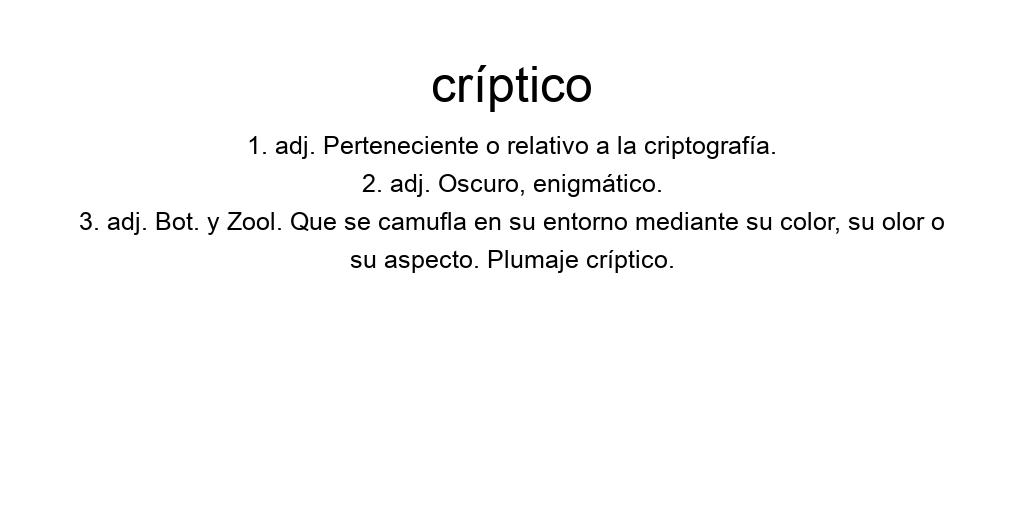 críptico
1. adj. Perteneciente o relativo a la criptografía.
2. adj. Oscuro, enigmático.
3. adj. Bot. y Zool. Que se camufla en su entorno mediante su color, su olor o
su aspecto. Plumaje críptico.